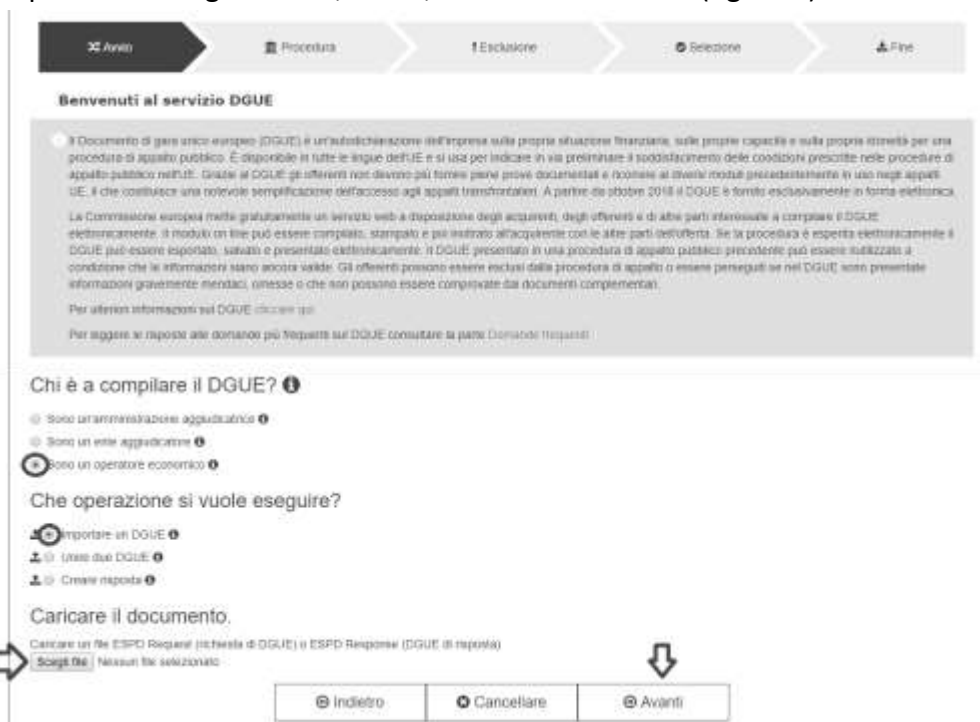 Avvio
Procedura
Esclusione
Selezione
Fine
Benvenuti al servizio DGUE
Il Documento di gara unico europeo (DGUE) è un'autodichiarazione dell'impresa sulla propria situazione finanziaria, sulle proprie capacità e sulla propria idoneità per una
procedura di appalto pubblico. È disponibile in tutte le lingue dell'UE e si usa per indicare in via preliminare il soddisfacimento delle condizioni prescritte nelle procedure di
appalto pubblico nell'UE. Grazie al DGUE gli offerenti non devono più fornire piene prove documentali e ricorrere ai diversi moduli precedentemente in uso negli appalti
UE, il che costituisce una notevole semplificazione dell'accesso agli appalti transfrontalieri. A partire da ottobre 2018 il DGUE è fornito esclusivamente in forma elettronica.
La Commissione europea mette gratuitamente un servizio web a disposizione degli acquirenti, degli offerenti e di altre parti interessate a compilare il DGUE
elettronicamente. Il modulo on line può essere compilato, stampato e poi inoltrato all'acquirente con le altre parti dell'offerta. Se la procedura è esperita elettronicamente il
DGUE può essere esportato, salvato e presentato elettronicamente. Il DGUE presentato in una procedura di appalto pubblico precedente può essere riutilizzato a
condizione che le informazioni siano ancora valide. Gli offerenti possono essere esclusi dalla procedura di appalto o essere perseguiti se nel DGUE sono presentate
informazioni gravemente mendaci, omesse o che non possono essere comprovate dai documenti complementari.
Per ulteriori informazioni sul DGUE cliccare qui
Per leggere le risposte alle domande più frequenti sul DGUE consultare la parte Domande frequenti
Chi è a compilare il DGUE?
Sono un'amministrazione aggiudicatrice
Sono un ente aggiudicatore
Sono un operatore economico
Che operazione si vuole eseguire?
Importare un DGUE
Unire due DGUE
Creare risposta
Caricare il documento.
Caricare un file ESPD Request (richiesta di DGUE) o ESPD Response (DGUE di risposta)
Scegli file Nessun file selezionato
Indietro
Cancellare
Avanti